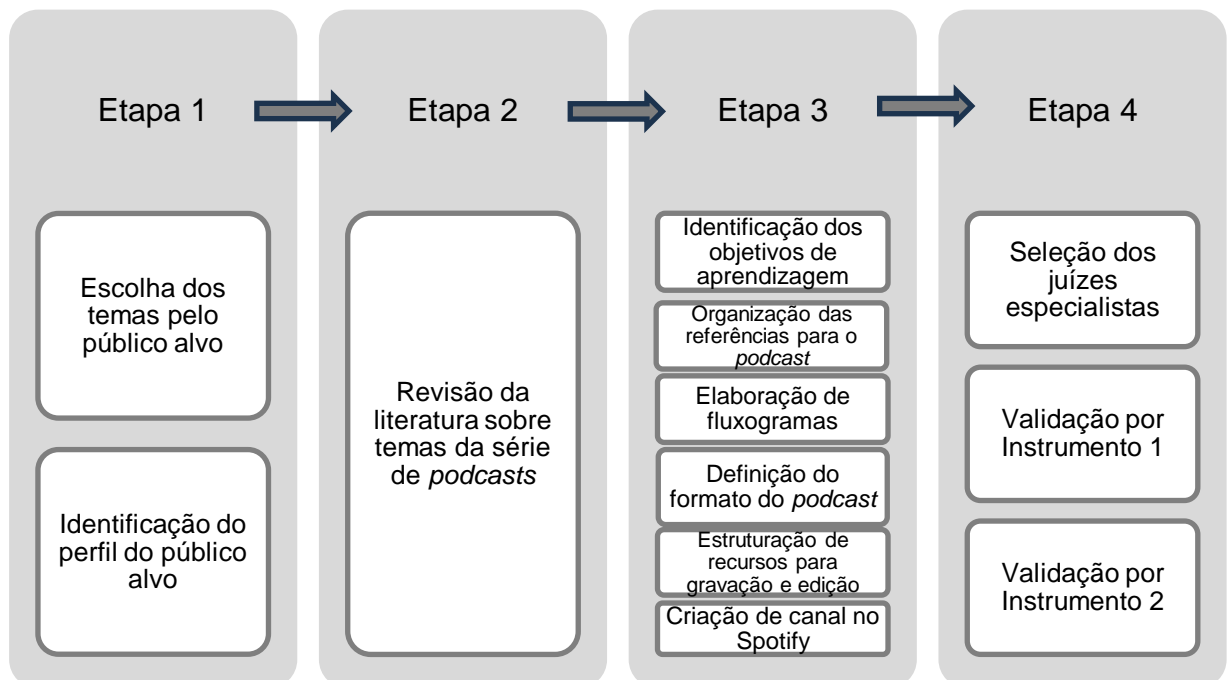 Etapa 1
Escolha dos
temas pelo
público alvo
Identificação do
perfil do público
alvo
Etapa 2
Revisão da
literatura sobre
temas da série
de podcasts
Etapa 3
Identificação dos
objetivos de
aprendizagem
Organização das
referências para o
podcast
Elaboração de
fluxogramas
Definição do
formato do podcast
Estruturação de
recursos para
gravação e edição
Criação de canal no
Spotify
Etapa 4
Seleção dos
juízes
especialistas
Validação por
Instrumento 1
Validação por
Instrumento 2